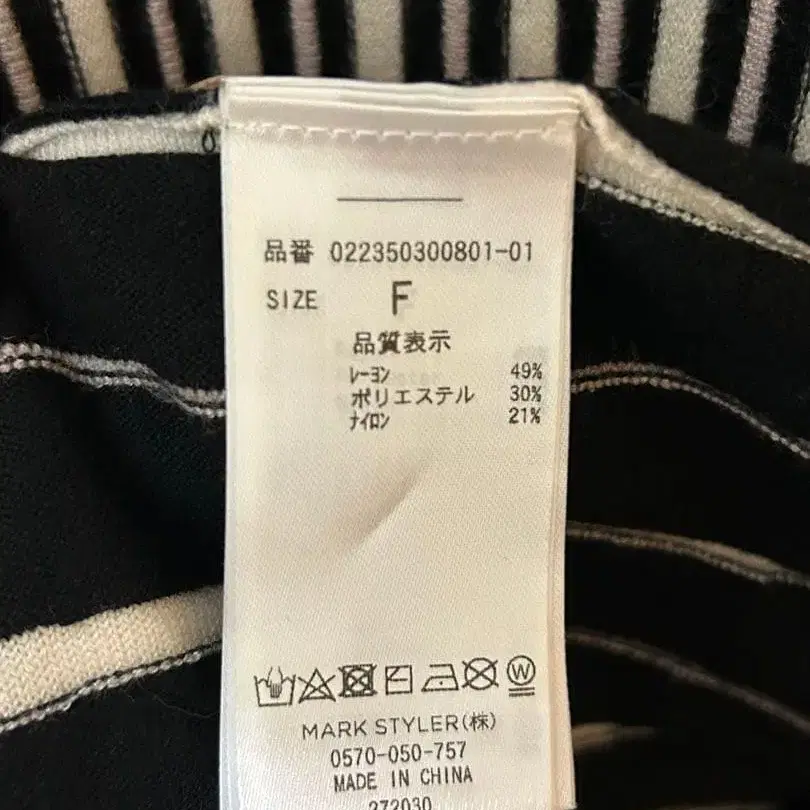 品番 022350300801-01
SIZE F
品質表示
ﾚｰﾖﾝ 49%
ポリエステル 30%
ﾅｲﾛﾝ 21%
W
MARK STYLER(株)
0570-050-757
MADE IN CHINA
272030